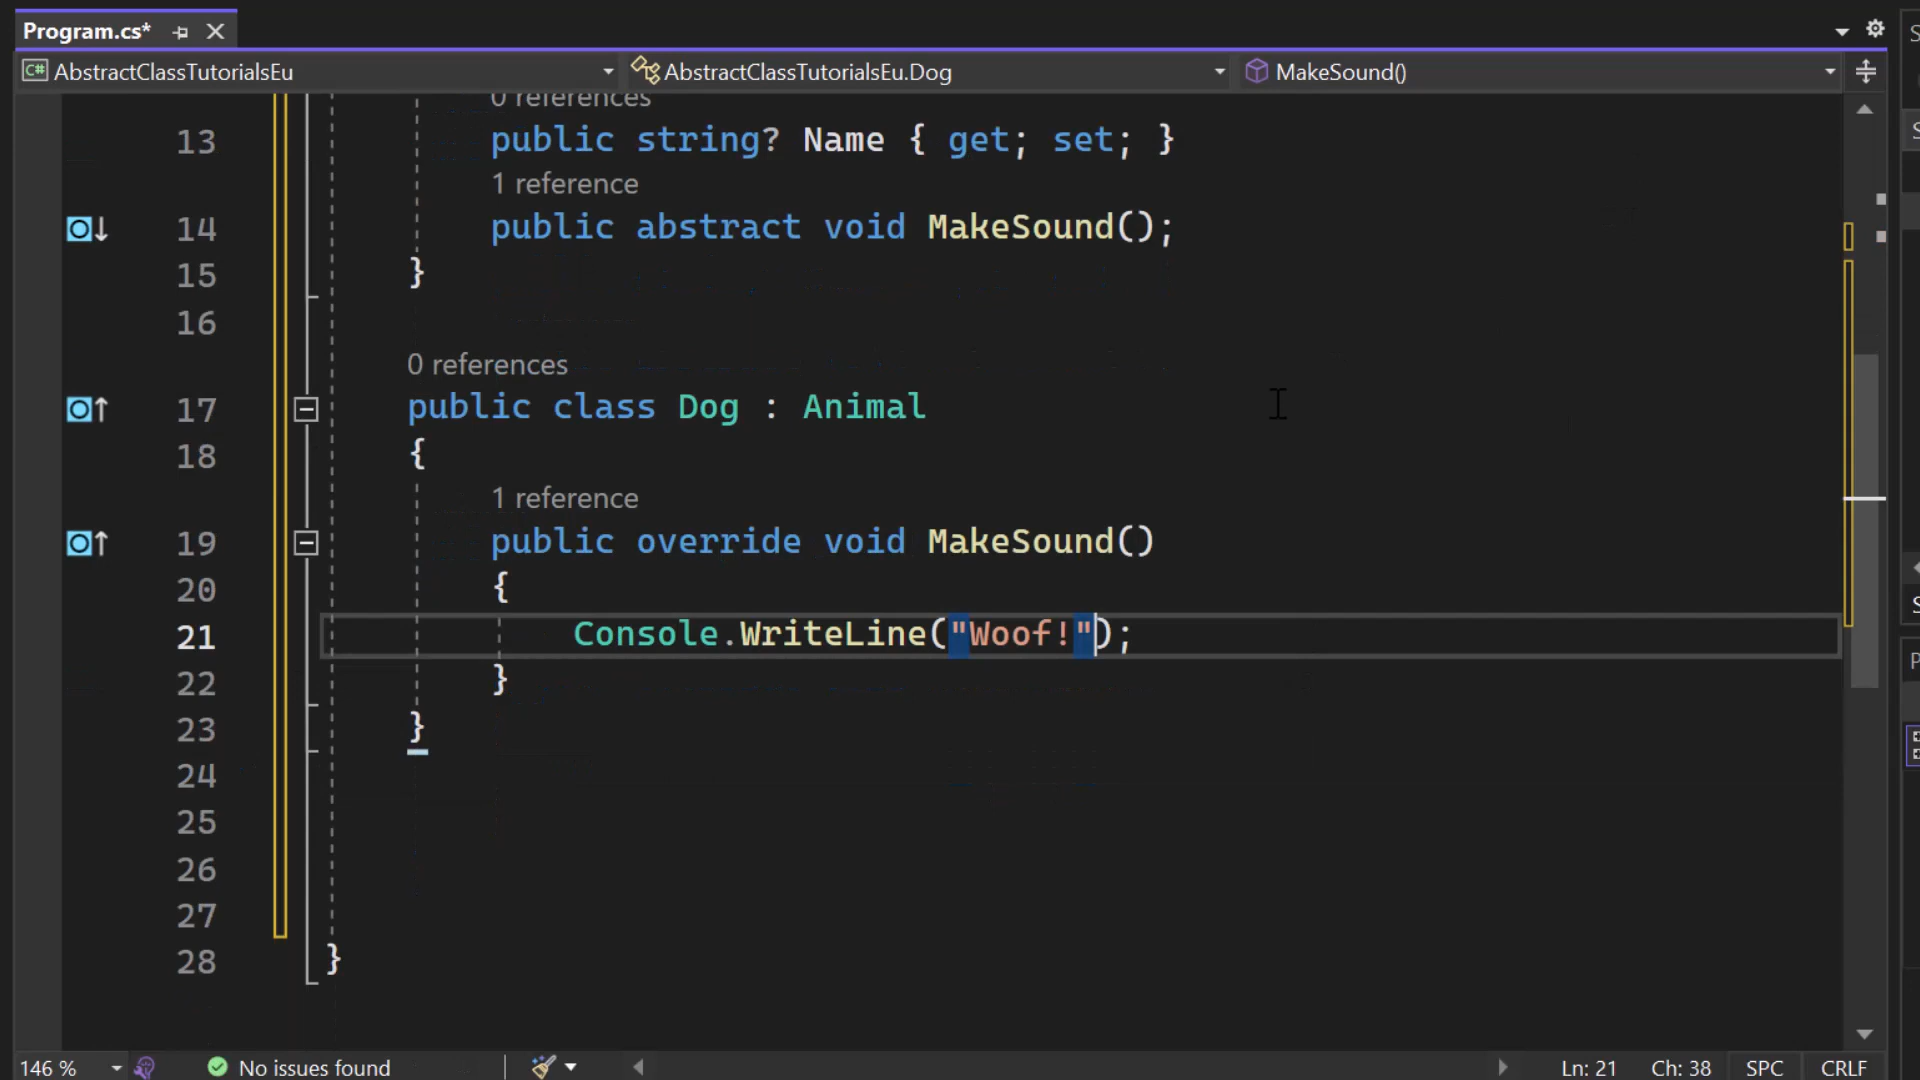 Program.cs*
AbstractClassTutorialsEu
AbstractClassTutorialsEu.Dog
MakeSound()
0 references
13 public string? Name { get; set; }
1 reference
14 public abstract void MakeSound();
15 }
16
0 references
17 public class Dog : Animal
18 {
1 reference
19 public override void MakeSound()
20 {
21 Console.WriteLine("Woof!");
22 }
23 }
24
25
26
27
28 }
146 % No issues found Ln: 21 Ch: 38 SPC CRLF